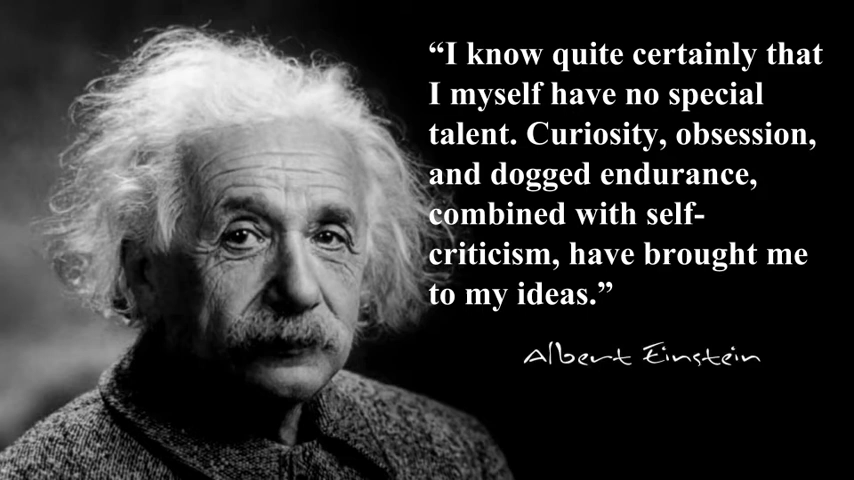 “I know quite certainly that
I myself have no special
talent. Curiosity, obsession,
and dogged endurance,
combined with self-
criticism, have brought me
to my ideas.”
Albert Einstein